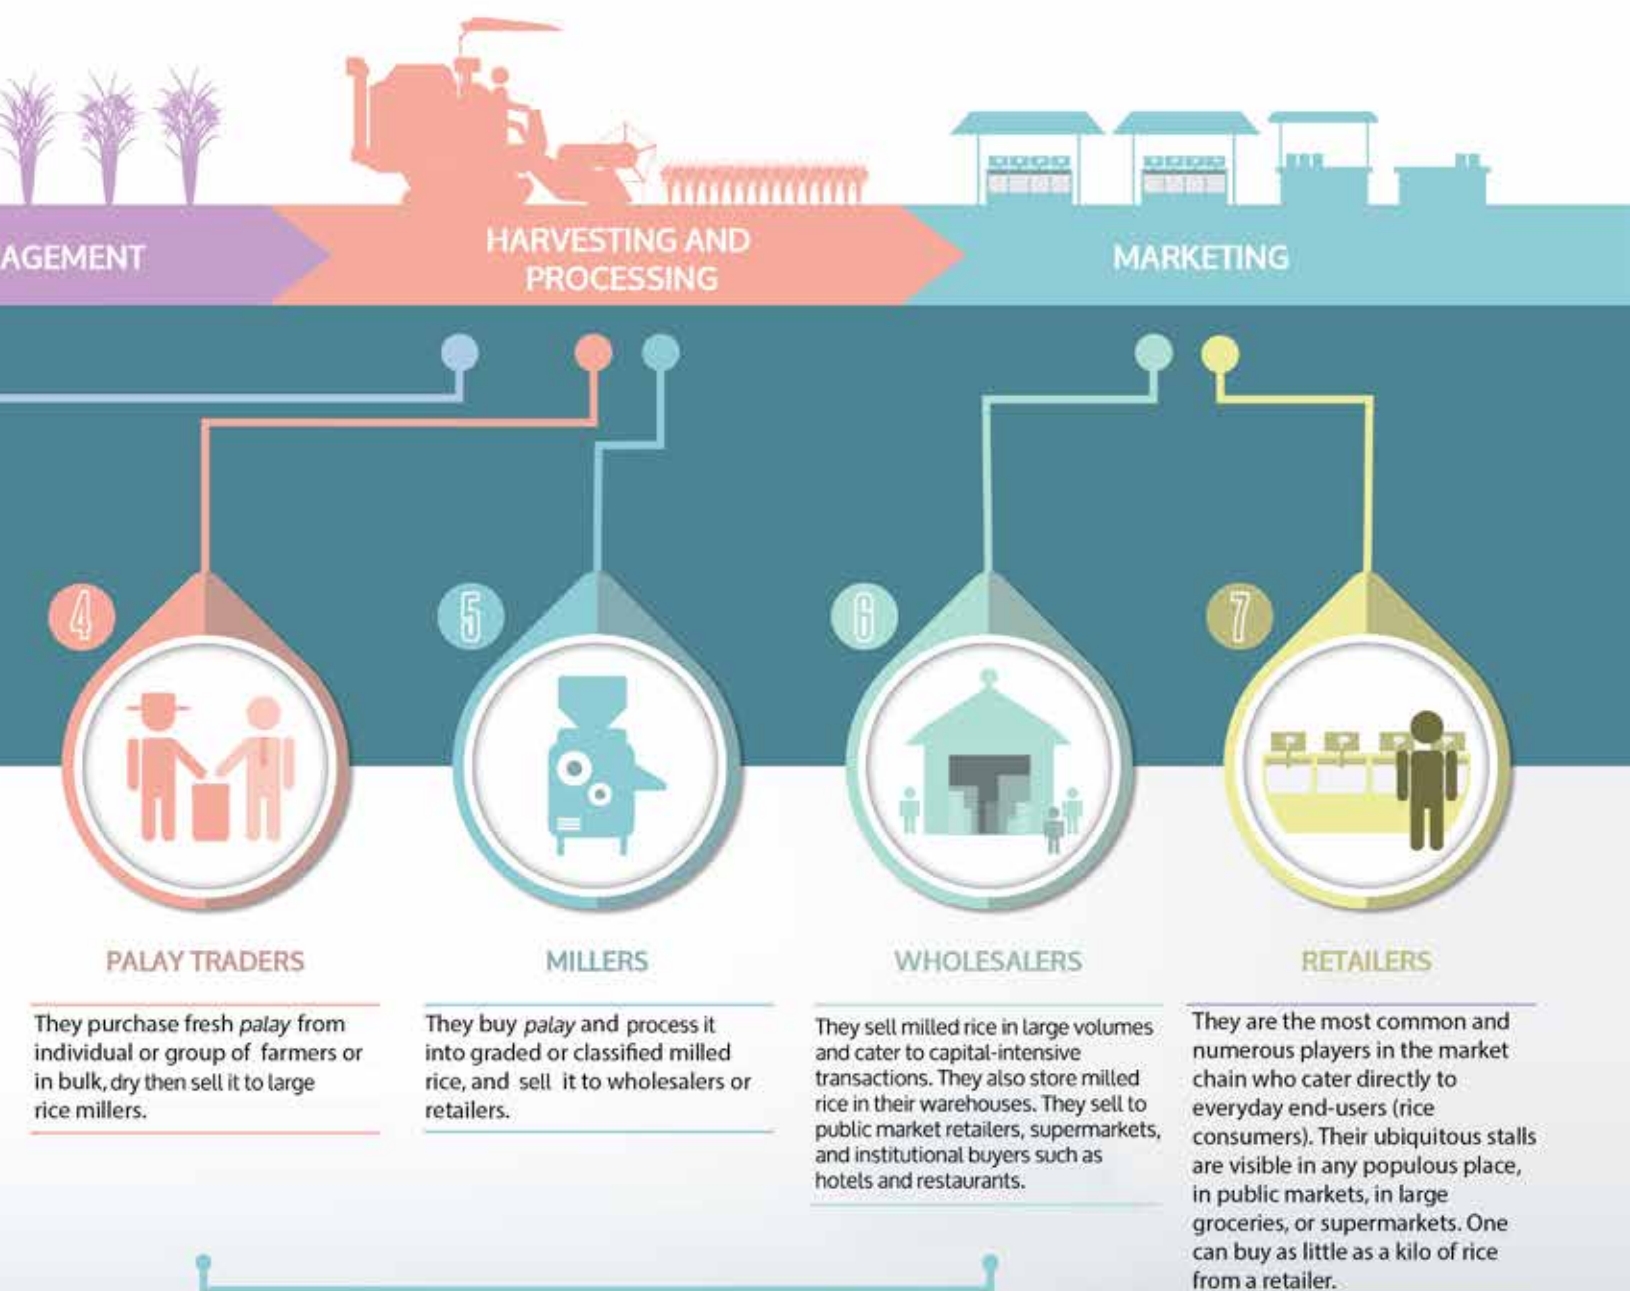 AGEMENT
HARVESTING AND
PROCESSING
MARKETING
4
PALAY TRADERS
They purchase fresh palay from
individual or group of farmers or
in bulk, dry then sell it to large
rice millers.
5
MILLERS
They buy palay and process it
into graded or classified milled
rice, and sell it to wholesalers or
retailers.
6
WHOLESALERS
They sell milled rice in large volumes
and cater to capital-intensive
transactions. They also store milled
rice in their warehouses. They sell to
public market retailers, supermarkets,
and institutional buyers such as
hotels and restaurants.
7
RETAILERS
They are the most common and
numerous players in the market
chain who cater directly to
everyday end-users (rice
consumers). Their ubiquitous stalls
are visible in any populous place,
in public markets, in large
groceries, or supermarkets. One
can buy as little as a kilo of rice
from a retailer.